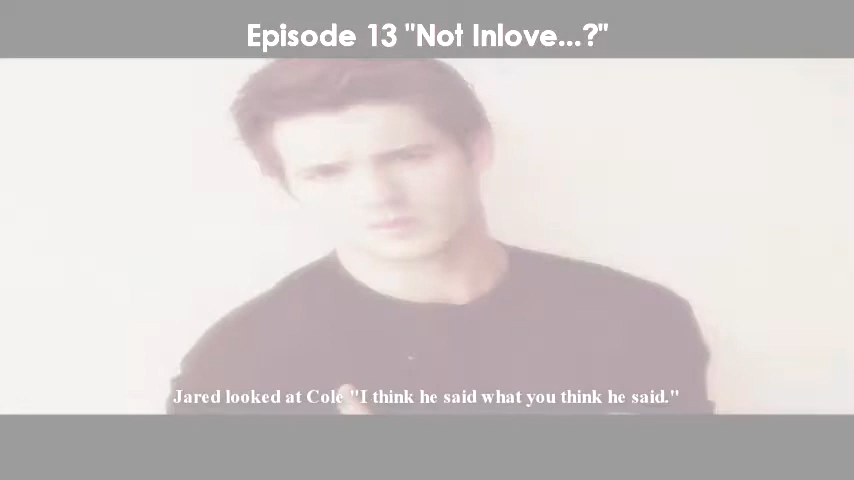 Episode 13 "Not Inlove...?"
Jared looked at Cole "I think he said what you think he said."